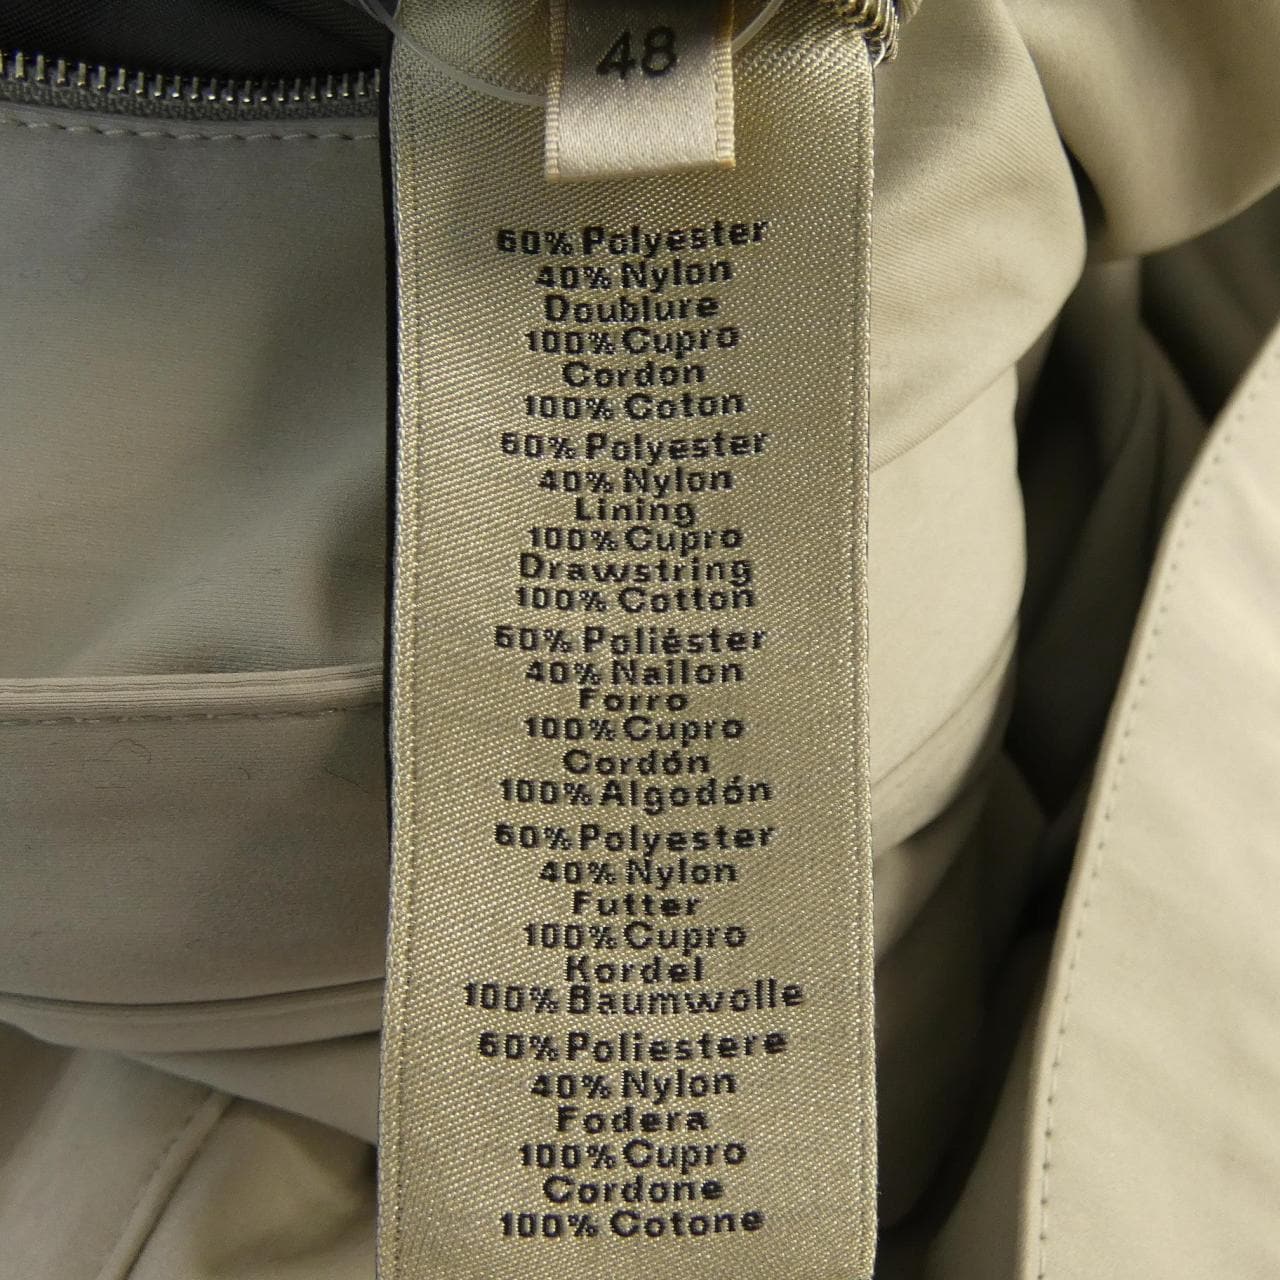 48
60% Polyester
40% Nylon
Doublure
100% Cupro
Cordon
100% Coton
60% Polyester
40% Nylon
Lining
100% Cupro
Drawstring
100% Cotton
60% Poliéster
40% Nailon
Forro
100% Cupro
Cordón
100% Algodón
60% Polyester
40% Nylon
Futter
100% Cupro
Kordel
100% Baumwolle
60% Poliestere
40% Nylon
Fodera
100% Cupro
Cordone
100% Cotone